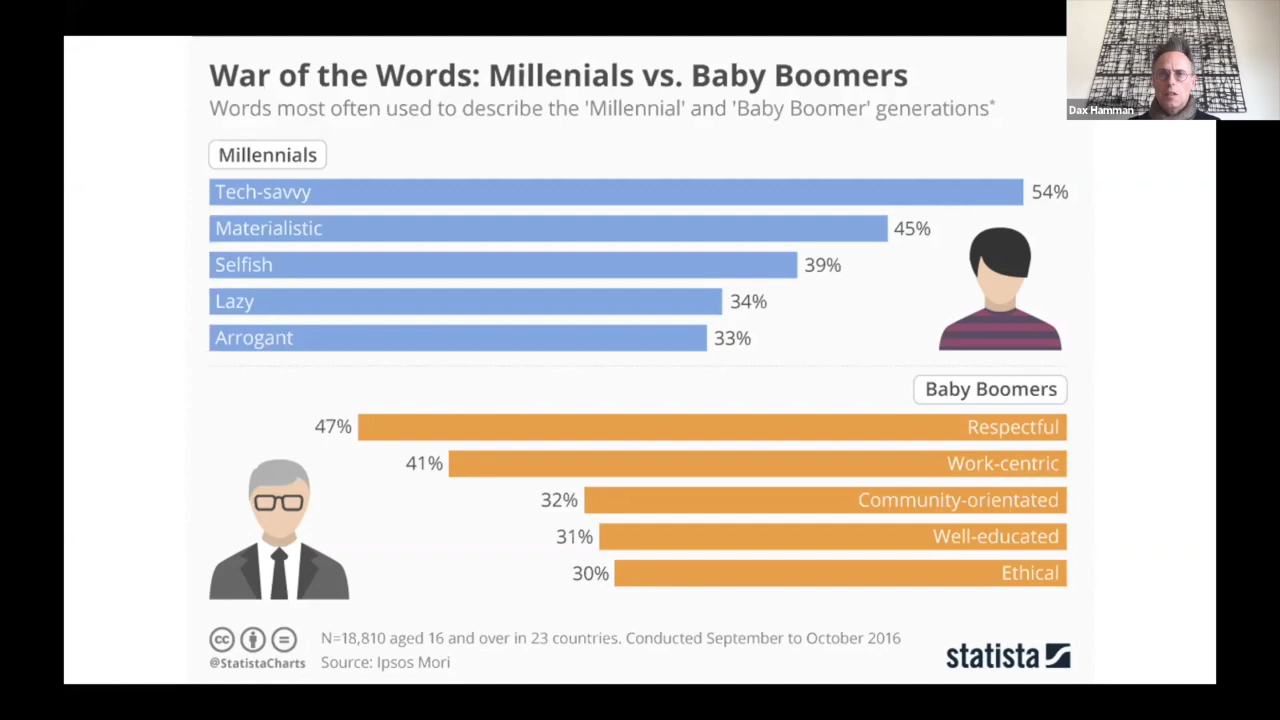 War of the Words: Millenials vs. Baby Boomers
Words most often used to describe the 'Millennial' and 'Baby Boomer' generations*
Dax Hamman
Millennials
Tech-savvy 54%
Materialistic 45%
Selfish 39%
Lazy 34%
Arrogant 33%
Baby Boomers
47% Respectful
41% Work-centric
32% Community-orientated
31% Well-educated
30% Ethical
cc
@StatistaCharts
N=18,810 aged 16 and over in 23 countries. Conducted September to October 2016
Source: Ipsos Mori
statista